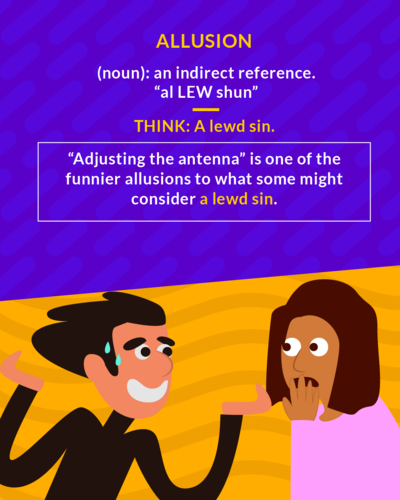 ALLUSION
(noun): an indirect reference.
“al LEW shun”
THINK: A lewd sin.
“Adjusting the antenna” is one of the
funnier allusions to what some might
consider a lewd sin.